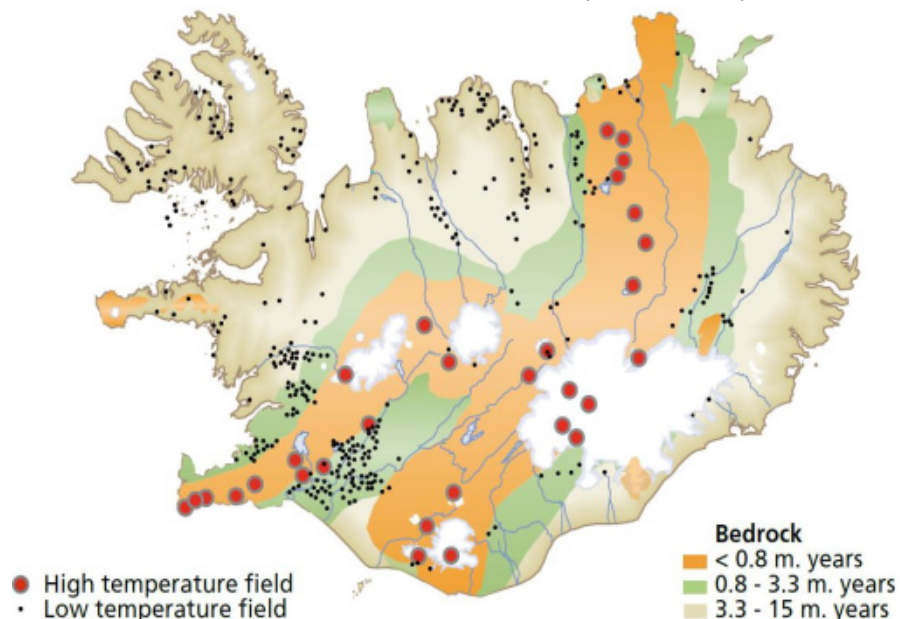 High temperature field
Low temperature field
Bedrock
< 0.8 m. years
0.8 - 3.3 m. years
3.3 - 15 m. years